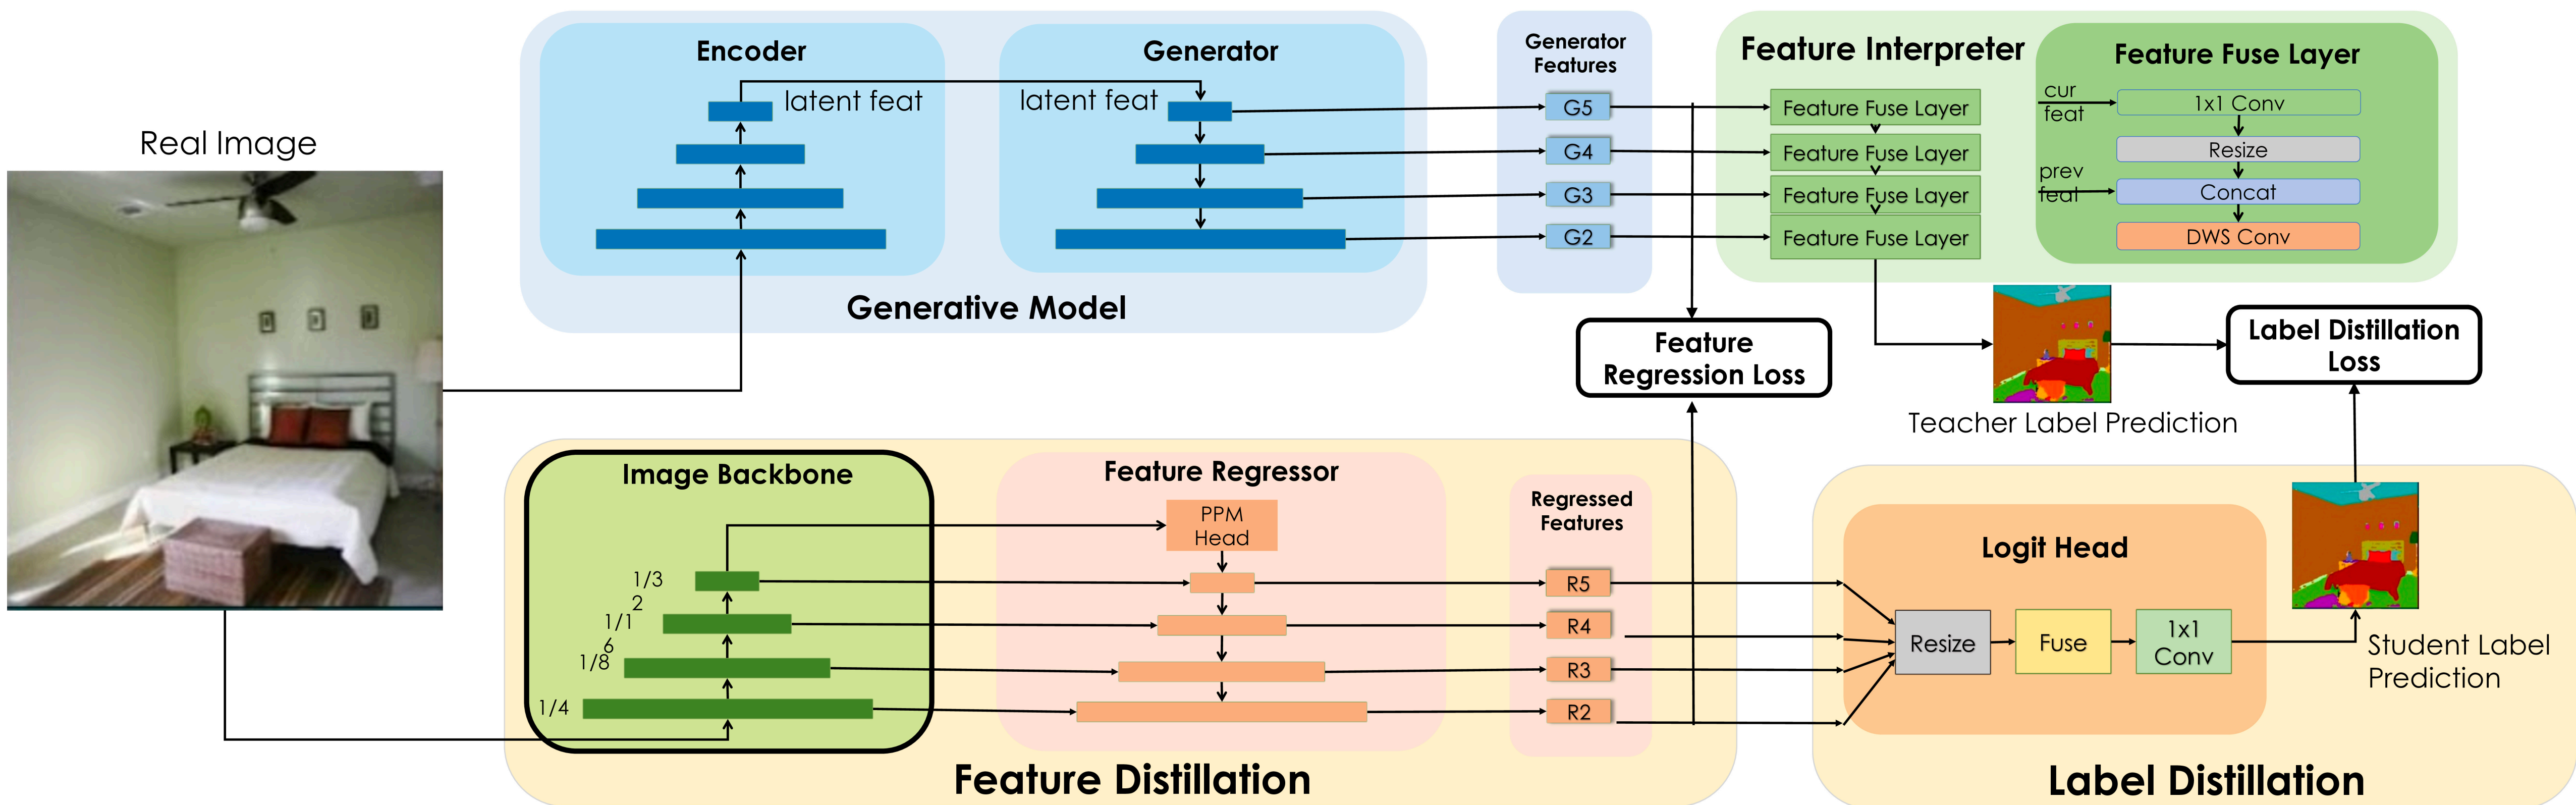 Real Image
Encoder
latent feat
Generator
latent feat
Generative Model
Generator
Features
G5
G4
G3
G2
Feature Interpreter
Feature Fuse Layer
Feature Fuse Layer
Feature Fuse Layer
Feature Fuse Layer
Feature Fuse Layer
cur
feat
1x1 Conv
Resize
prev
feat
Concat
DWS Conv
Feature
Regression Loss
Teacher Label Prediction
Label Distillation
Loss
Image Backbone
1/3
2
1/1
6
1/8
1/4
Feature Regressor
PPM
Head
Regressed
Features
R5
R4
R3
R2
Feature Distillation
Logit Head
Resize
Fuse
1x1
Conv
Student Label
Prediction
Label Distillation